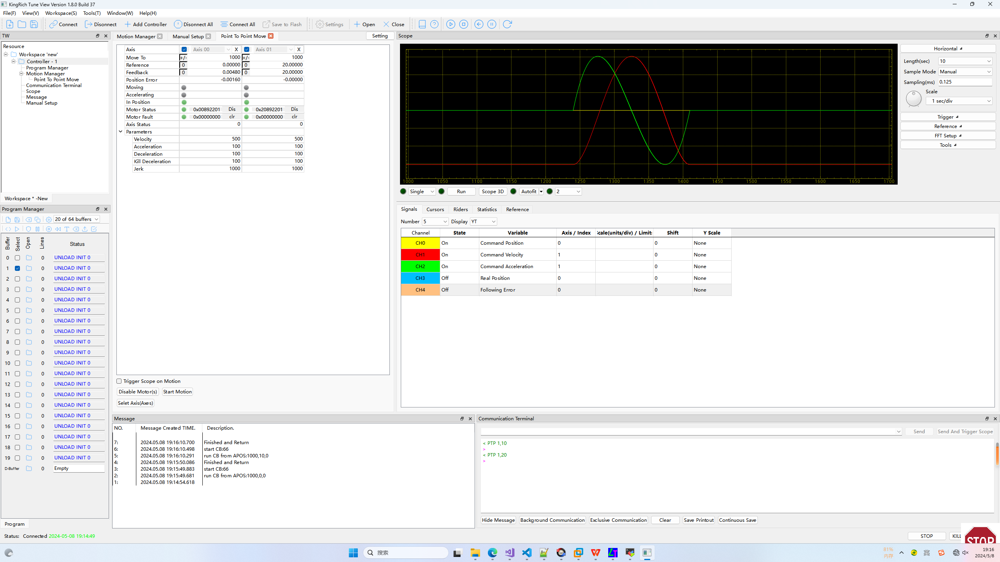 KingRich Tune View Version 1.8.0 Build 37
File(F) View(V) Workspace(S) Tools(T) Window(W) Help(H)
Connect Disconnect Add Controller Disconnect All Connect All Save to Flash Settings Open Close
TW
Resource
Workspace 'new'
Controller - 1
Program Manager
Motion Manager
Point To Point Move
Communication Terminal
Scope
Message
Manual Setup
Workspace * -New
Program Manager
20 of 64 buffers
Buffer Select Open Lines Status
0 0 UNLOAD INIT 0
1 0 UNLOAD INIT 0
2 0 UNLOAD INIT 0
3 0 UNLOAD INIT 0
4 0 UNLOAD INIT 0
5 0 UNLOAD INIT 0
6 0 UNLOAD INIT 0
7 0 UNLOAD INIT 0
8 0 UNLOAD INIT 0
9 0 UNLOAD INIT 0
10 0 UNLOAD INIT 0
11 0 UNLOAD INIT 0
12 0 UNLOAD INIT 0
13 0 UNLOAD INIT 0
14 0 UNLOAD INIT 0
15 0 UNLOAD INIT 0
16 0 UNLOAD INIT 0
17 0 UNLOAD INIT 0
18 0 UNLOAD INIT 0
19 0 UNLOAD INIT 0
D-Buffer 0 Empty
Program
Motion Manager Manual Setup Point To Point Move Setting
Axis Axis 00 X Axis 01 X
Move To +/- 1000 +/- 1000
Reference 0 0.00000 0 20.00000
Feedback 0 0.00480 0 20.00000
Position Error -0.00160 -0.00000
Moving
Accelerating
In Position
Motor Status 0x00892201 Dis 0x20892201 Dis
Motor Fault 0x00000000 clr 0x00000000 clr
Axis Status 0 0
Parameters
Velocity 500 500
Acceleration 100 100
Deceleration 100 100
Kill Deceleration 100 100
Jerk 1000 1000
Trigger Scope on Motion
Disable Motor(s) Start Motion
Selet Axis(Axes)
Scope
1000 1050 1100 1150 1200 1250 1300 1350 1400 1450 1500 1550 1600 1650 1700
Single Run Scope 3D Autofit 2
Horizontal
Length(sec) 10
Sample Mode Manual
Sampling(ms) 0.125
Scale
1 sec/div
Trigger
Reference
FFT Setup
Tools
Signals Cursors Riders Statistics Reference
Number 5 Display YT
Channel State Variable Axis / Index Scale(units/div) / Limits Shift Y Scale
CH0 On Command Position 0 0 None
CH1 On Command Velocity 1 0 None
CH2 On Command Acceleration 1 0 None
CH3 Off Real Position 0 0 None
CH4 Off Following Error 0 0 None
Message
NO. Message Created TIME. Description.
7: 2024.05.08 19:16:10.700 Finished and Return
6: 2024.05.08 19:16:10.498 start CB:66
5: 2024.05.08 19:16:10.291 run CB from APOS:1000,10,0
4: 2024.05.08 19:15:50.086 Finished and Return
3: 2024.05.08 19:15:49.883 start CB:66
2: 2024.05.08 19:15:49.681 run CB from APOS:1000,0,0
1: 2024.05.08 19:14:54.618
Communication Terminal
Send Send And Trigger Scope
< PTP 1,10
>
< PTP 1,20
>
Hide Message Background Communication Exclusive Communication Clear Save Printout Continuous Save
Status: Connected 2024-05-08 19:14:49
STOP KILL STOP
搜索
81%
内存
英
19:16
2024/5/8